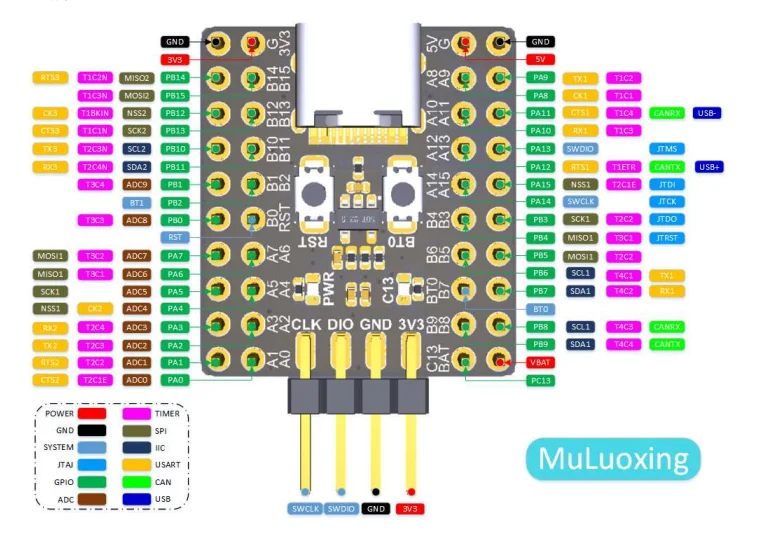 GND
3V3
RTS3 T1C2N MISO2 PB14
T1C3N MOSI2 PB15
CK3 T1BKIN NSS2 PB12
CTS3 T1C1N SCK2 PB13
TX3 T2C3N SCL2 PB10
RX3 T2C4N SDA2 PB11
T3C4 ADC9 PB1
BT1 PB2
T3C3 ADC8 PB0
RST
MOSI1 T3C2 ADC7 PA7
MISO1 T3C1 ADC6 PA6
SCK1 ADC5 PA5
NSS1 CK2 ADC4 PA4
RX2 T2C4 ADC3 PA3
TX2 T2C3 ADC2 PA2
RTS2 T2C2 ADC1 PA1
CTS2 T2C1E ADC0 PA0
G
3V3
B14
B15
B12
B13
B10
B11
B1
B2
B0
RST
A7
A6
A5
A4
A3
A2
A1
A0
RST
BT0
PWR
C13
CLK DIO GND 3V3
5V
G
A8
A9
A10
A11
A12
A13
A14
A15
B4
B3
B6
B5
BT0
B7
B9
B8
C13
BAT
GND
5V
PA9 TX1 T1C2
PA8 CK1 T1C1
PA11 CTS1 T1C4 CANRX USB-
PA10 RX1 T1C3
PA13 SWDIO JTMS
PA12 RTS1 T1ETR CANTX USB+
PA15 NSS1 T2C1E JTDI
PA14 SWCLK JTCK
PB3 SCK1 T2C2 JTDO
PB4 MISO1 T3C1 JTRST
PB5 MOSI1 T2C2
PB6 SCL1 T4C1 TX1
PB7 SDA1 T4C2 RX1
BT0
PB8 SCL1 T4C3 CANRX
PB9 SDA1 T4C4 CANTX
VBAT
PC13
POWER TIMER
GND SPI
SYSTEM IIC
JTAJ USART
GPIO CAN
ADC USB
SWCLK SWDIO GND 3V3
MuLuoxing